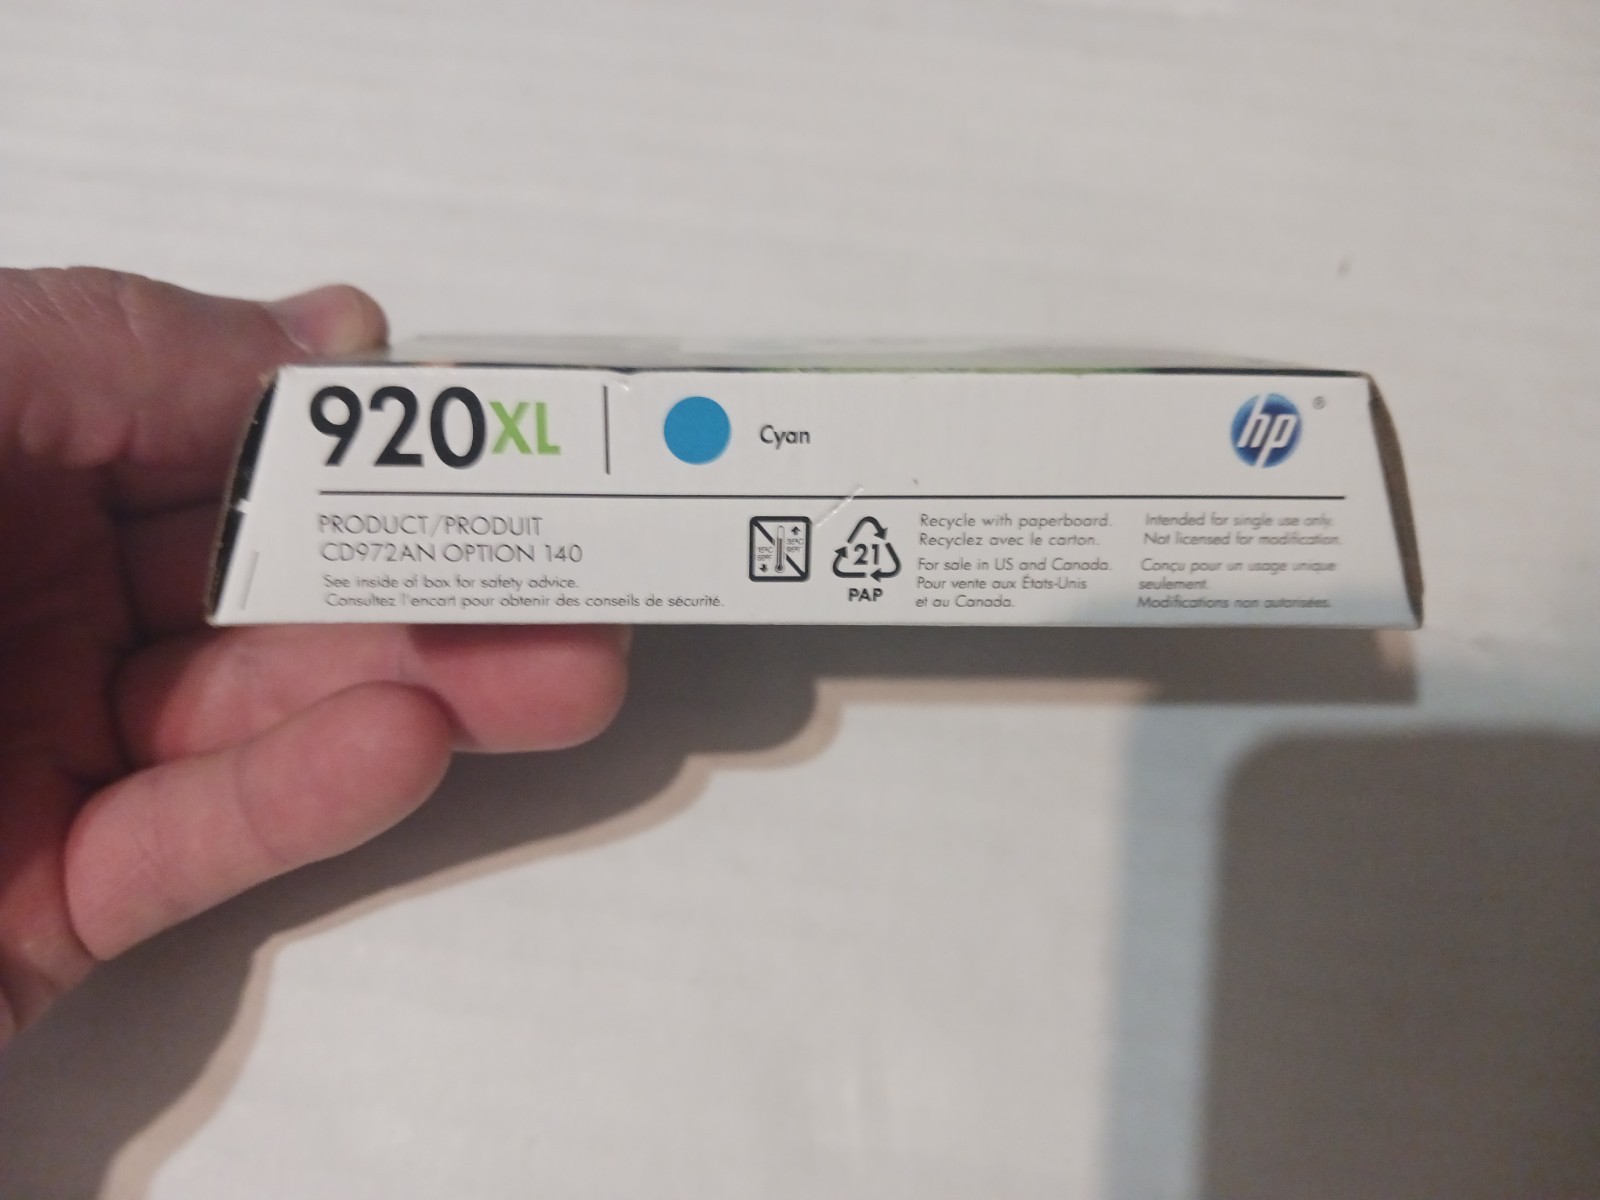 920XL
Cyan
hp®
PRODUCT/PRODUIT
CD972AN OPTION 140
See inside of box for safety advice.
Consultez l'encart pour obtenir des conseils de sécurité.
21
PAP
Recycle with paperboard.
Recyclez avec le carton.
For sale in US and Canada.
Pour vente aux États-Unis
et au Canada.
Intended for single use only.
Not licensed for modification.
Conçu pour un usage unique
seulement.
Modifications non autorisées.